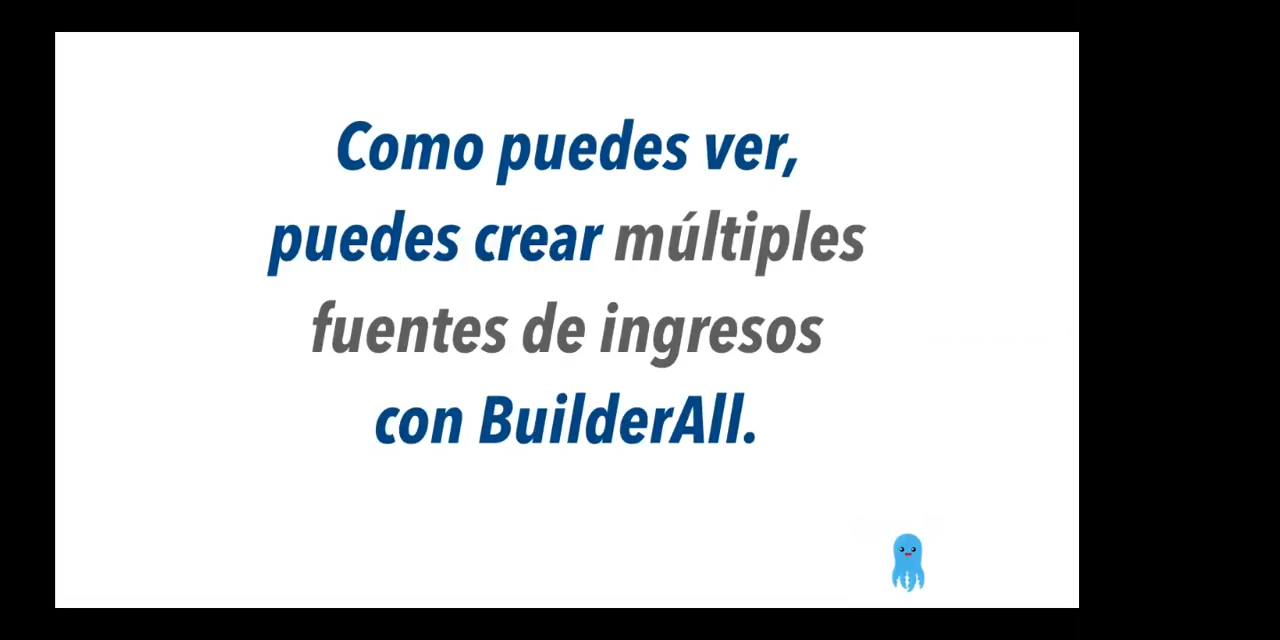 Como puedes ver,
puedes crear múltiples
fuentes de ingresos
con BuilderAll.